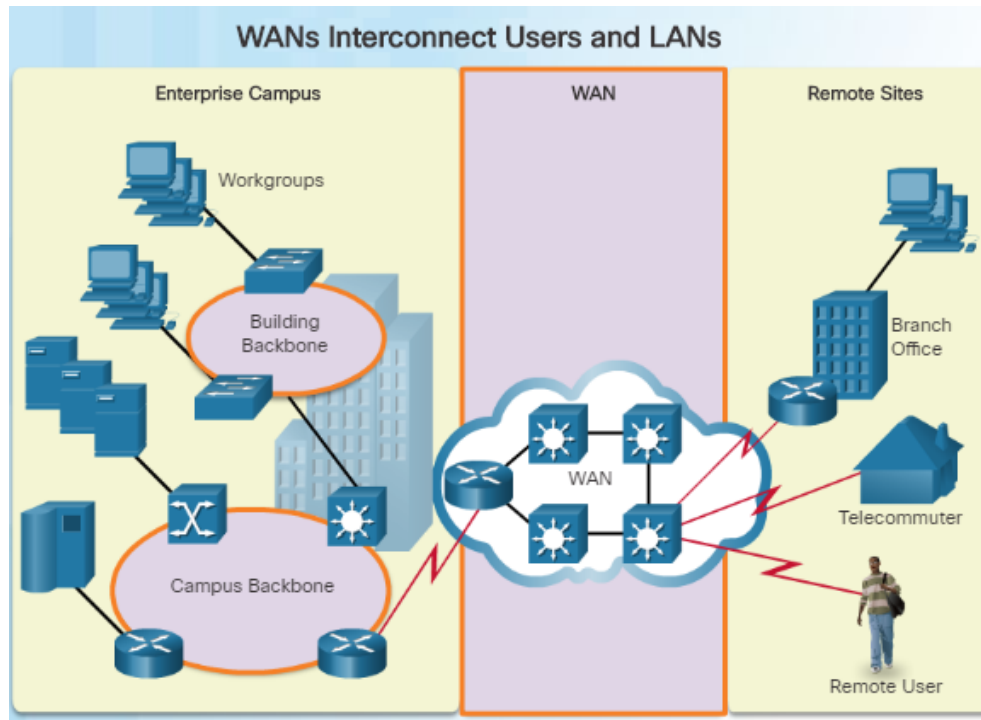 WANs Interconnect Users and LANs
Enterprise Campus
WAN
Remote Sites
Workgroups
Building
Backbone
Branch
Office
WAN
Telecommuter
Campus Backbone
Remote User